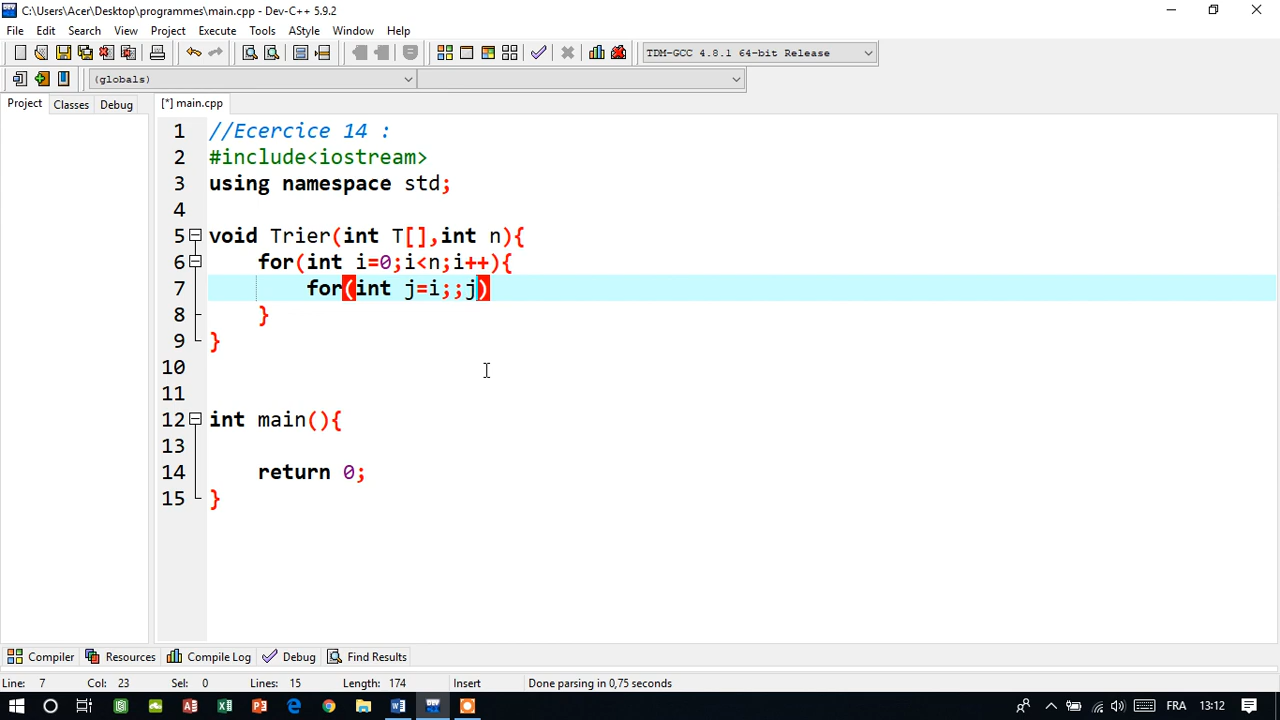 C:\Users\Acer\Desktop\programmes\main.cpp - Dev-C++ 5.9.2
File Edit Search View Project Execute Tools AStyle Window Help
TDM-GCC 4.8.1 64-bit Release
(globals)
Project Classes Debug [*] main.cpp
1 //Ecercice 14 :
2 #include<iostream>
3 using namespace std;
4
5 void Trier(int T[],int n){
6 for(int i=0;i<n;i++){
7 for(int j=i;;j)
8 }
9 }
10
11
12 int main(){
13
14 return 0;
15 }
Compiler Resources Compile Log Debug Find Results
Line: 7 Col: 23 Sel: 0 Lines: 15 Length: 174 Insert Done parsing in 0,75 seconds
FRA 13:12